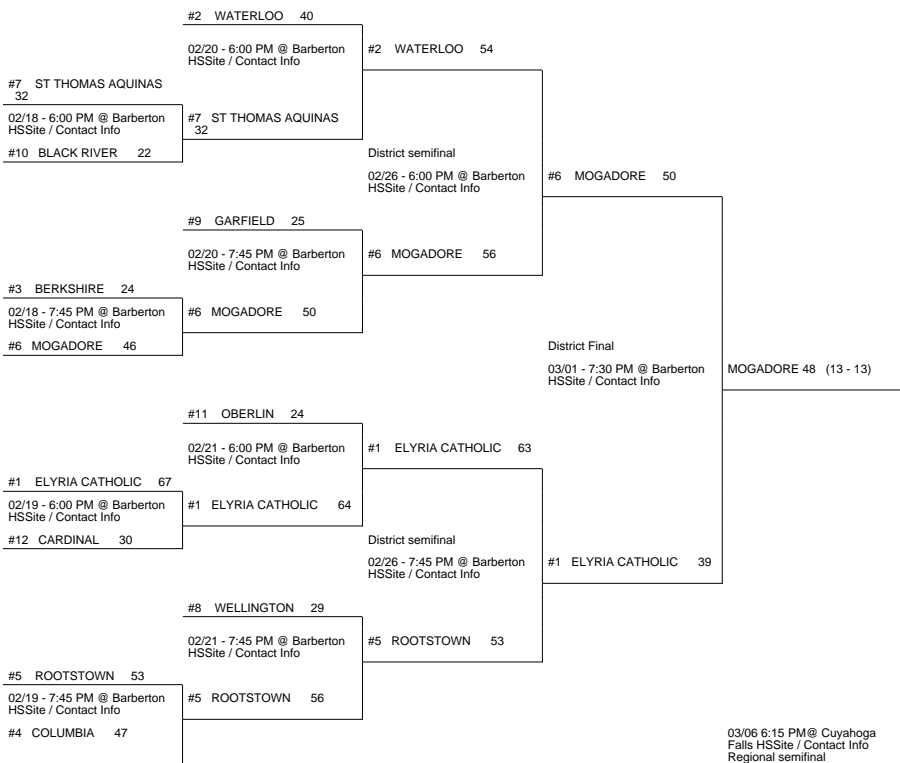 #2 WATERLOO 40
02/20 - 6:00 PM @ Barberton
HSSite / Contact Info
#2 WATERLOO 54
#7 ST THOMAS AQUINAS
32
02/18 - 6:00 PM @ Barberton
HSSite / Contact Info
#7 ST THOMAS AQUINAS
32
#10 BLACK RIVER 22
District semifinal
02/26 - 6:00 PM @ Barberton
HSSite / Contact Info
#6 MOGADORE 50
#9 GARFIELD 25
02/20 - 7:45 PM @ Barberton
HSSite / Contact Info
#6 MOGADORE 56
#3 BERKSHIRE 24
02/18 - 7:45 PM @ Barberton
HSSite / Contact Info
#6 MOGADORE 50
#6 MOGADORE 46
District Final
03/01 - 7:30 PM @ Barberton
HSSite / Contact Info
MOGADORE 48 (13 - 13)
#11 OBERLIN 24
02/21 - 6:00 PM @ Barberton
HSSite / Contact Info
#1 ELYRIA CATHOLIC 63
#1 ELYRIA CATHOLIC 67
02/19 - 6:00 PM @ Barberton
HSSite / Contact Info
#1 ELYRIA CATHOLIC 64
#12 CARDINAL 30
District semifinal
02/26 - 7:45 PM @ Barberton
HSSite / Contact Info
#1 ELYRIA CATHOLIC 39
#8 WELLINGTON 29
02/21 - 7:45 PM @ Barberton
HSSite / Contact Info
#5 ROOTSTOWN 53
#5 ROOTSTOWN 53
02/19 - 7:45 PM @ Barberton
HSSite / Contact Info
#5 ROOTSTOWN 56
#4 COLUMBIA 47
03/06 6:15 PM@ Cuyahoga
Falls HSSite / Contact Info
Regional semifinal